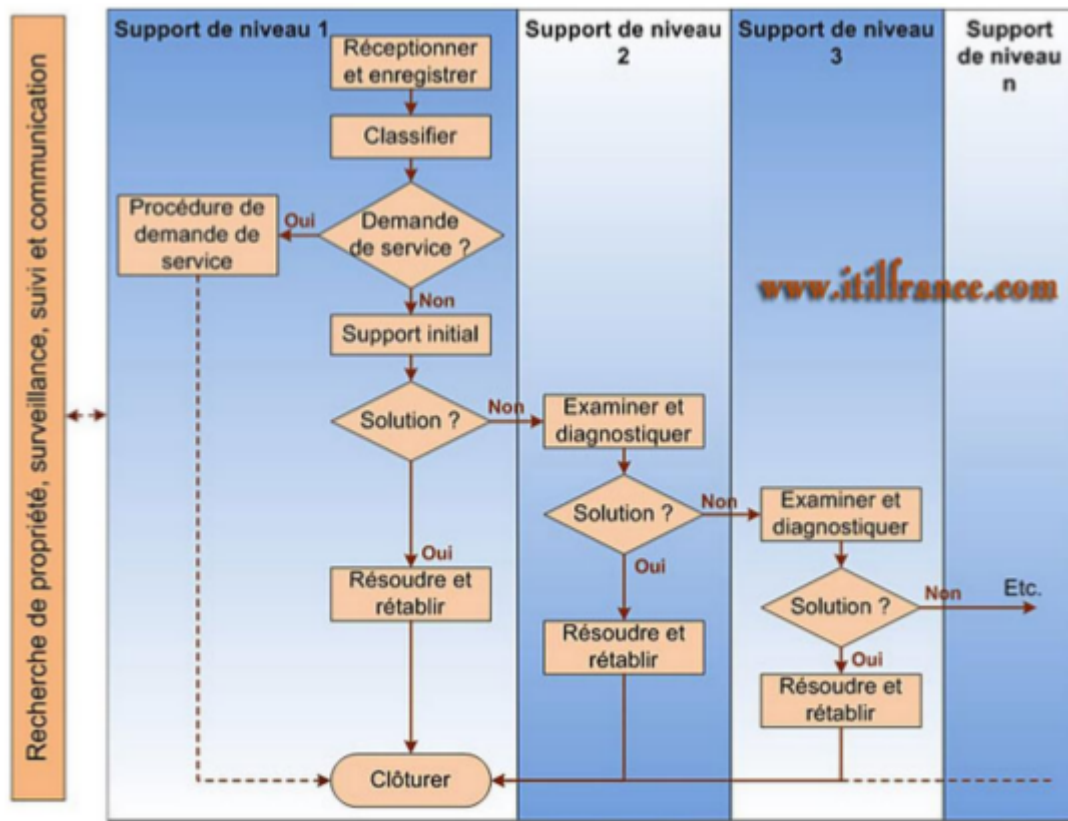 Recherche de propriété, surveillance, suivi et communication
Support de niveau 1
Réceptionner
et enregistrer
Classifier
Demande
de service ?
Oui
Procédure de
demande de
service
Non
Support initial
Solution ?
Non
Oui
Résoudre et
rétablir
Clôturer
Support de niveau
2
Examiner et
diagnostiquer
Solution ?
Non
Oui
Résoudre et
rétablir
Support de niveau
3
www.itilfrance.com
Examiner et
diagnostiquer
Solution ?
Non
Oui
Résoudre et
rétablir
Support
de niveau
n
Etc.